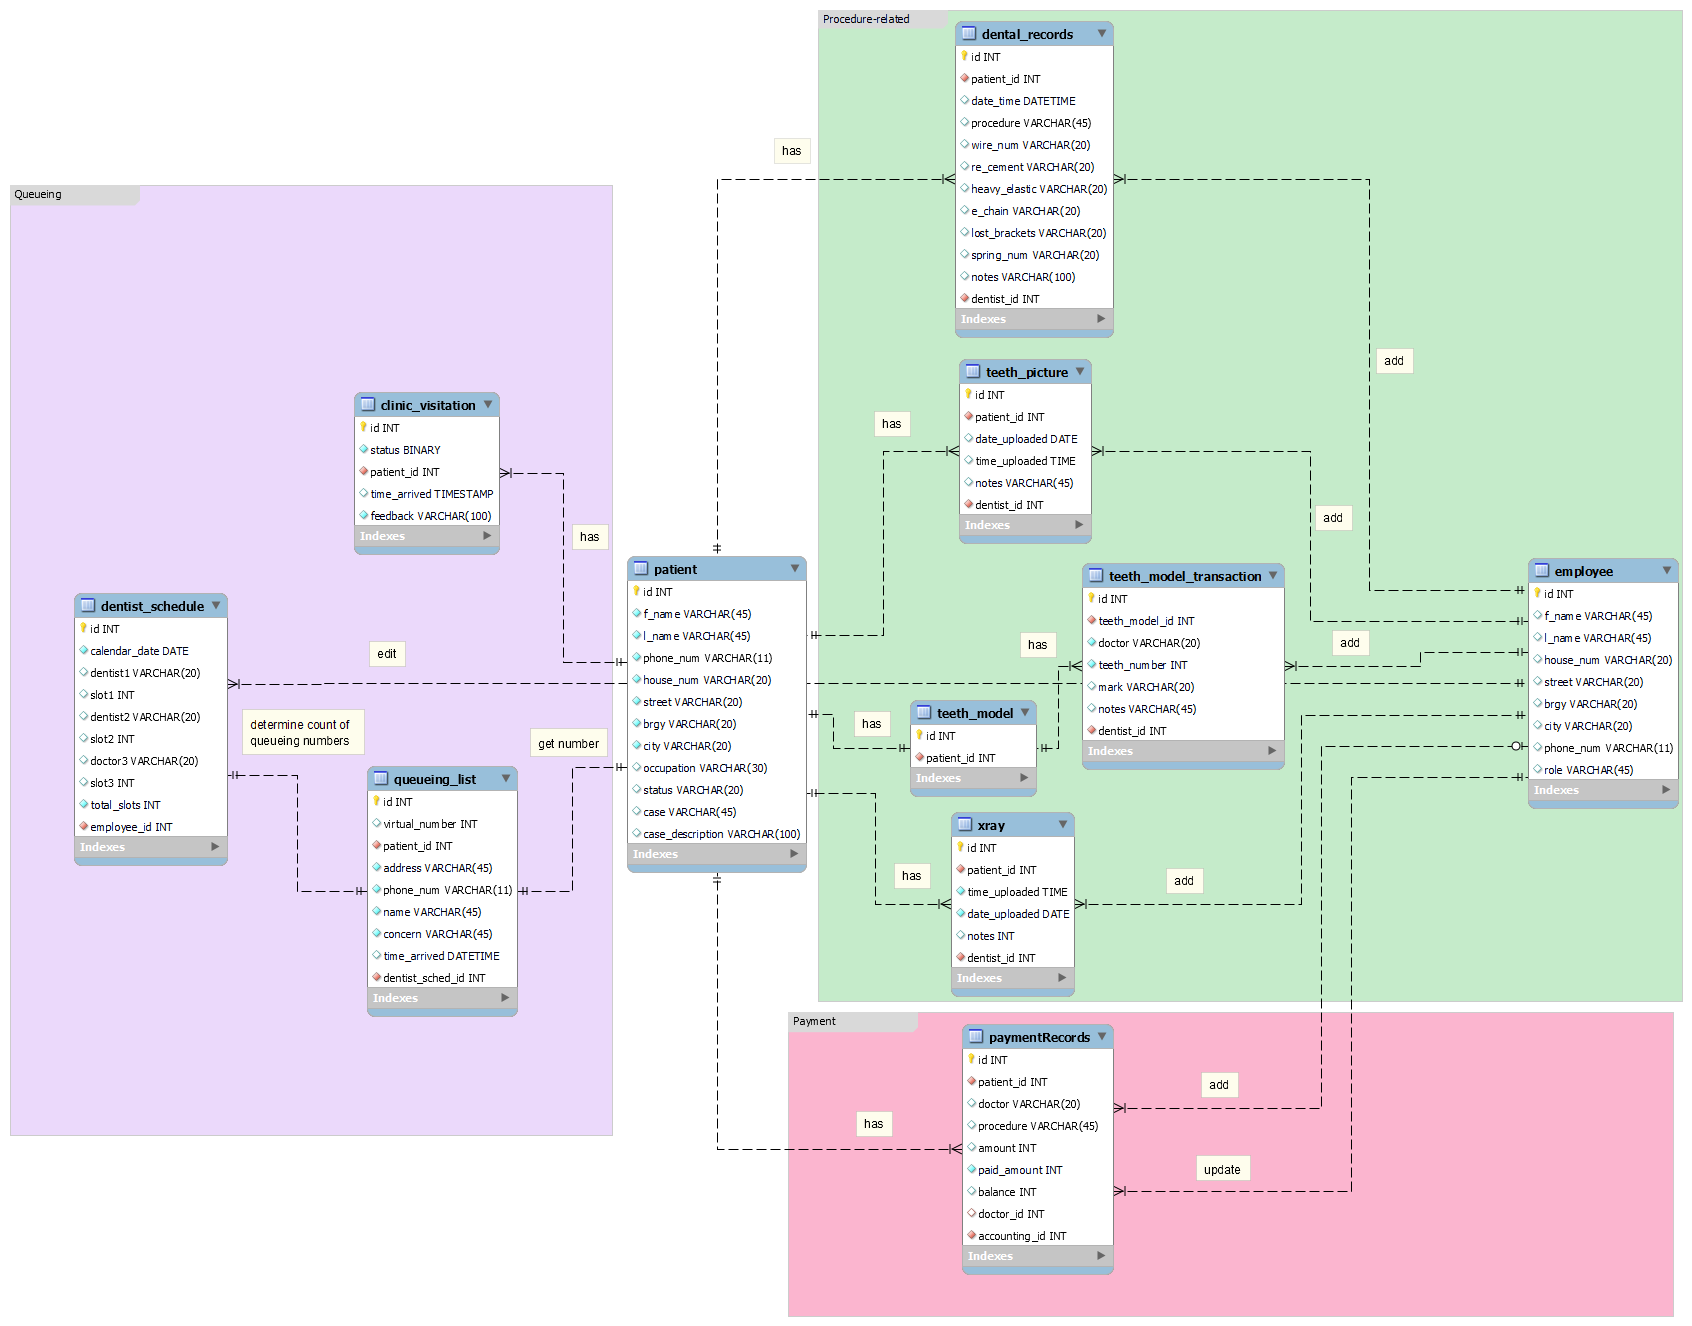 Procedure-related
dental_records
id INT
patient_id INT
date_time DATETIME
procedure VARCHAR(45)
wire_num VARCHAR(20)
re_cement VARCHAR(20)
heavy_elastic VARCHAR(20)
e_chain VARCHAR(20)
lost_brackets VARCHAR(20)
spring_num VARCHAR(20)
notes VARCHAR(100)
dentist_id INT
Indexes
has
add
Queueing
teeth_picture
id INT
patient_id INT
date_uploaded DATE
time_uploaded TIME
notes VARCHAR(45)
dentist_id INT
Indexes
has
add
clinic_visitation
id INT
status BINARY
patient_id INT
time_arrived TIMESTAMP
feedback VARCHAR(100)
Indexes
has
dentist_schedule
id INT
calendar_date DATE
dentist1 VARCHAR(20)
slot1 INT
dentist2 VARCHAR(20)
slot2 INT
doctor3 VARCHAR(20)
slot3 INT
total_slots INT
employee_id INT
Indexes
edit
determine count of
queueing numbers
get number
queueing_list
id INT
virtual_number INT
patient_id INT
address VARCHAR(45)
phone_num VARCHAR(11)
name VARCHAR(45)
concern VARCHAR(45)
time_arrived DATETIME
dentist_sched_id INT
Indexes
patient
id INT
f_name VARCHAR(45)
l_name VARCHAR(45)
phone_num VARCHAR(11)
house_num VARCHAR(20)
street VARCHAR(20)
brgy VARCHAR(20)
city VARCHAR(20)
occupation VARCHAR(30)
status VARCHAR(20)
case VARCHAR(45)
case_description VARCHAR(100)
Indexes
teeth_model_transaction
id INT
teeth_model_id INT
doctor VARCHAR(20)
teeth_number INT
mark VARCHAR(20)
notes VARCHAR(45)
dentist_id INT
Indexes
has
add
teeth_model
id INT
patient_id INT
Indexes
has
xray
id INT
patient_id INT
time_uploaded TIME
date_uploaded DATE
notes INT
dentist_id INT
Indexes
has
add
employee
id INT
f_name VARCHAR(45)
l_name VARCHAR(45)
house_num VARCHAR(20)
street VARCHAR(20)
brgy VARCHAR(20)
city VARCHAR(20)
phone_num VARCHAR(11)
role VARCHAR(45)
Indexes
Payment
paymentRecords
id INT
patient_id INT
doctor VARCHAR(20)
procedure VARCHAR(45)
amount INT
paid_amount INT
balance INT
doctor_id INT
accounting_id INT
Indexes
has
add
update